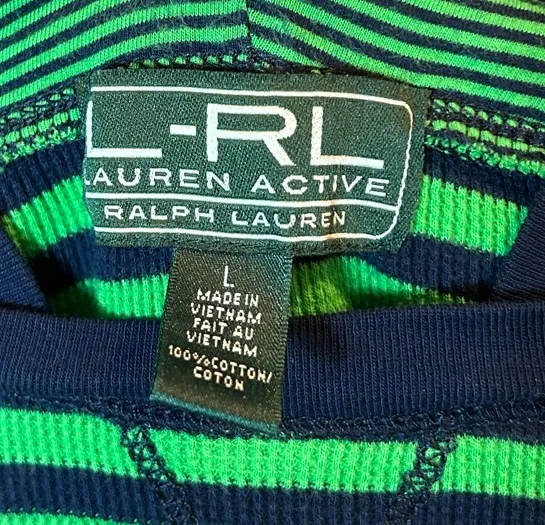 L-RL
LAUREN ACTIVE
RALPH LAUREN
L
MADE IN
VIETNAM
FAIT AU
VIETNAM
100%COTTON/
COTON